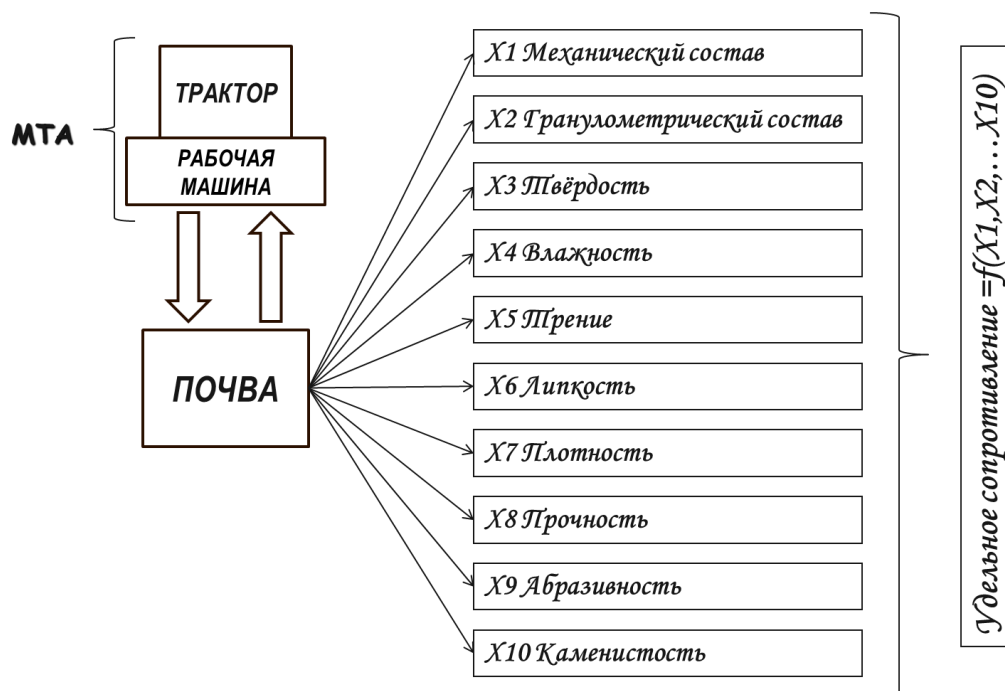 МТА
ТРАКТОР
РАБОЧАЯ
МАШИНА
ПОЧВА
X1 Механический состав
X2 Гранулометрический состав
X3 Твёрдость
X4 Влажность
X5 Трение
X6 Липкость
X7 Плотность
X8 Прочность
X9 Абразивность
X10 Каменистость
Удельное сопротивление =f(X1,X2,…X10)